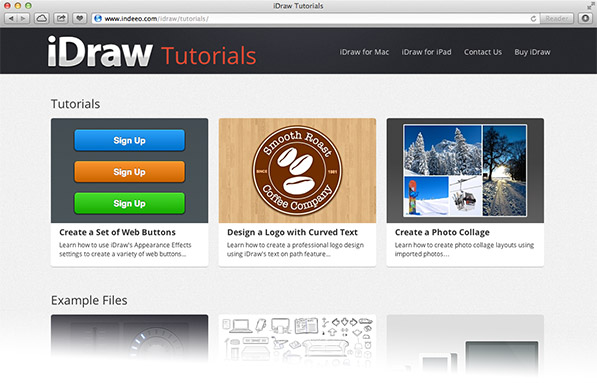 iDraw Tutorials
www.indeeo.com/idraw/tutorials/
Reader
iDraw Tutorials
iDraw for Mac
iDraw for iPad
Contact Us
Buy iDraw
Tutorials
Sign Up
Sign Up
Sign Up
Smooth Roast
SINCE 1981
Coffee Company
Create a Set of Web Buttons
Learn how to use iDraw's Appearance Effects
settings to create a variety of web buttons...
Design a Logo with Curved Text
Learn how to create a professional logo design
using iDraw's text on path feature...
Create a Photo Collage
Learn how to create photo collage layouts using
imported photos...
Example Files